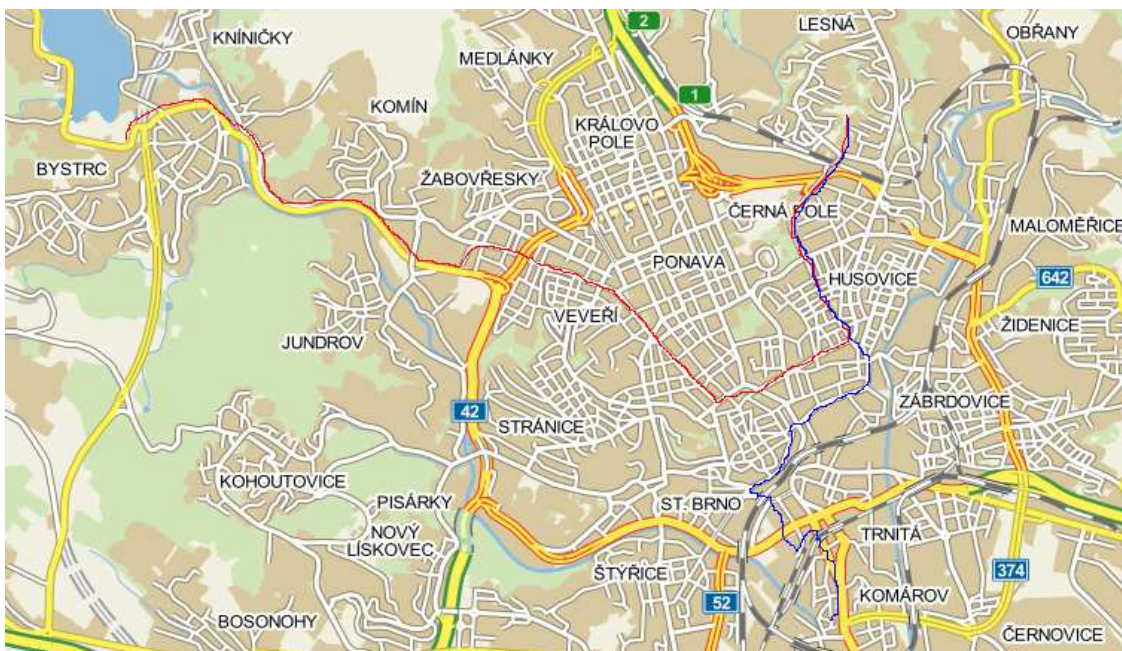 2
LESNÁ
OBŘANY
KNÍNIČKY
MEDLÁNKY
1
KOMÍN
KRÁLOVO
POLE
BYSTRC
ŽABOVŘESKY
ČERNÁ POLE
MALOMĚŘICE
PONAVA
HUSOVICE
642
VEVEŘÍ
ŽIDENICE
JUNDROV
42
ZÁBRDOVICE
STRÁNICE
KOHOUTOVICE
PISÁRKY
ST. BRNO
NOVÝ
LÍSKOVEC
TRNITÁ
ŠTÝŘICE
374
KOMÁROV
52
BOSONOHY
ČERNOVICE